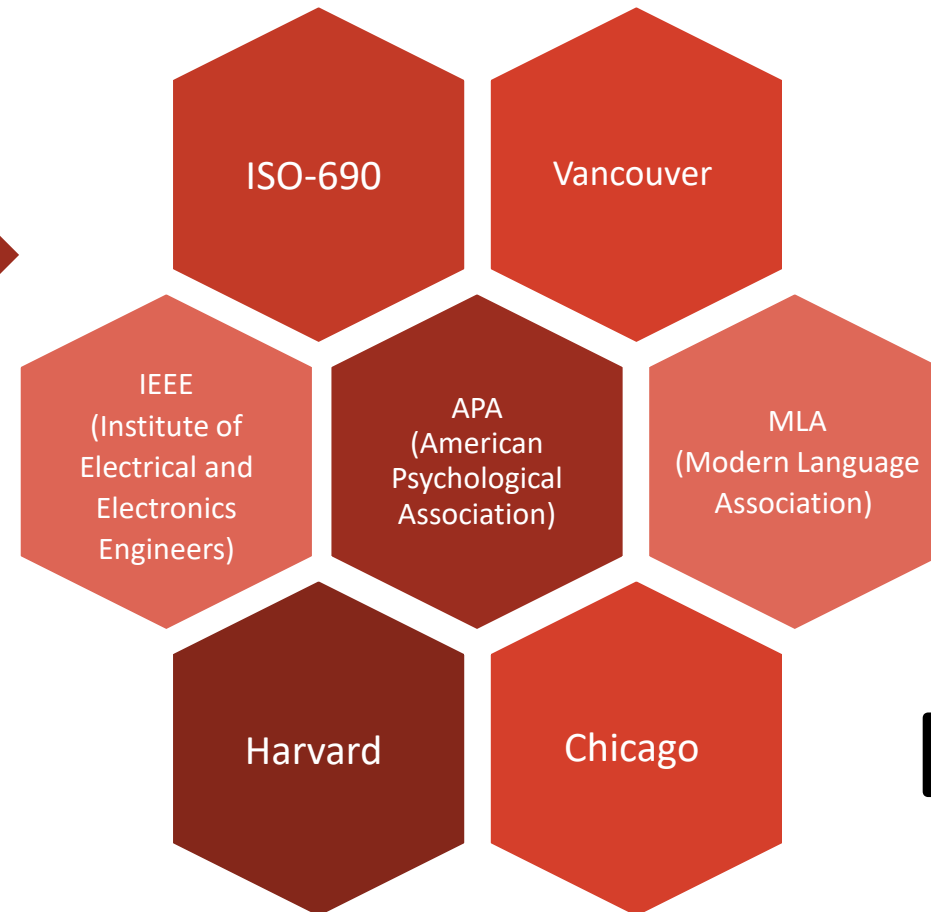 ISO-690
Vancouver
IEEE
(Institute of
Electrical and
Electronics
Engineers)
APA
(American
Psychological
Association)
MLA
(Modern Language
Association)
Harvard
Chicago